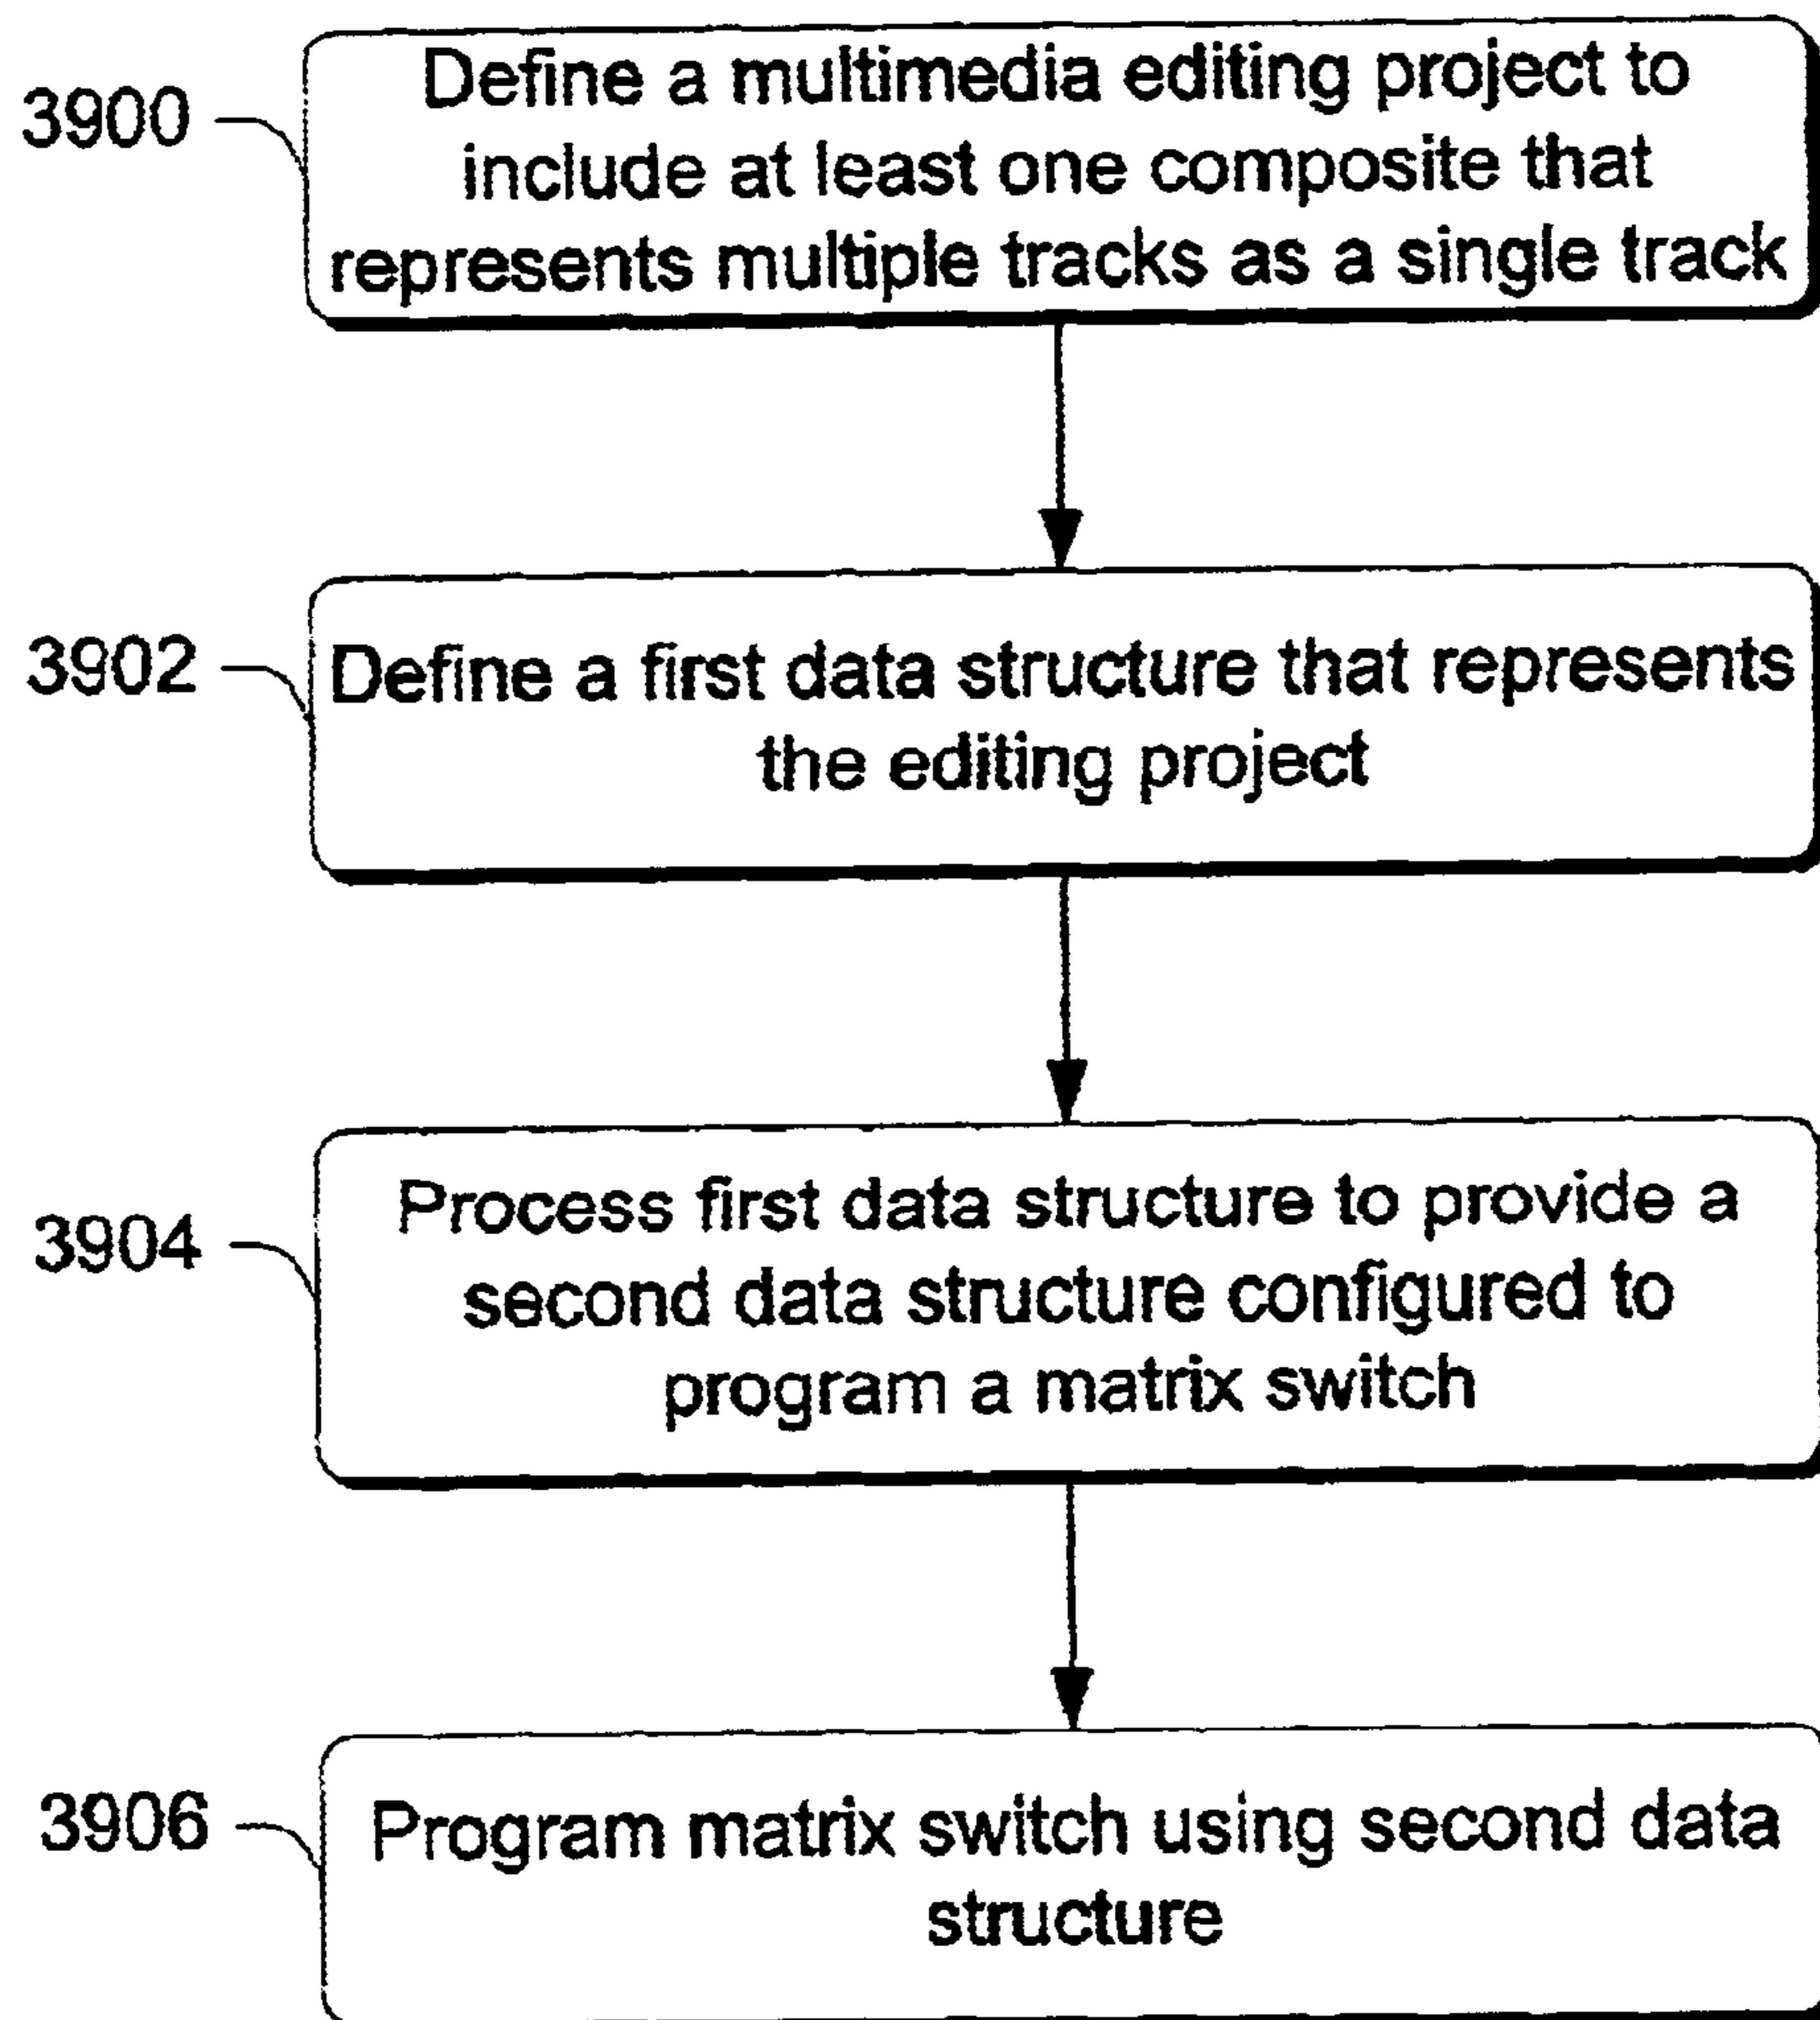 3900
Define a multimedia editing project to
include at least one composite that
represents multiple tracks as a single track
3902
Define a first data structure that represents
the editing project
3904
Process first data structure to provide a
second data structure configured to
program a matrix switch
3906
Program matrix switch using second data
structure